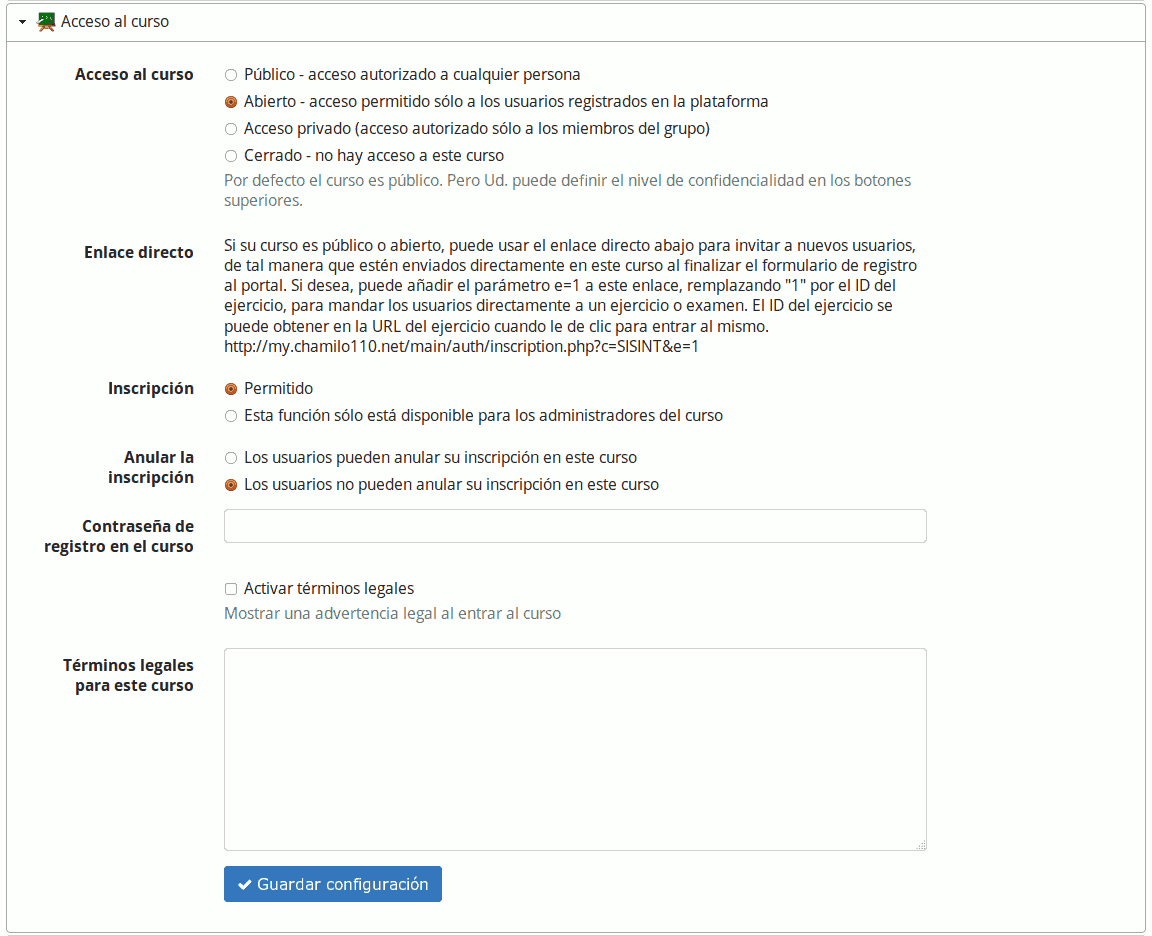 Acceso al curso
Acceso al curso
Público - acceso autorizado a cualquier persona
Abierto - acceso permitido sólo a los usuarios registrados en la plataforma
Acceso privado (acceso autorizado sólo a los miembros del grupo)
Cerrado - no hay acceso a este curso
Por defecto el curso es público. Pero Ud. puede definir el nivel de confidencialidad en los botones
superiores.
Enlace directo
Si su curso es público o abierto, puede usar el enlace directo abajo para invitar a nuevos usuarios,
de tal manera que estén enviados directamente en este curso al finalizar el formulario de registro
al portal. Si desea, puede añadir el parámetro e=1 a este enlace, remplazando "1" por el ID del
ejercicio, para mandar los usuarios directamente a un ejercicio o examen. El ID del ejercicio se
puede obtener en la URL del ejercicio cuando le de clic para entrar al mismo.
http://my.chamilo110.net/main/auth/inscription.php?c=SISINT&e=1
Inscripción
Permitido
Esta función sólo está disponible para los administradores del curso
Anular la
inscripción
Los usuarios pueden anular su inscripción en este curso
Los usuarios no pueden anular su inscripción en este curso
Contraseña de
registro en el curso
Activar términos legales
Mostrar una advertencia legal al entrar al curso
Términos legales
para este curso
Guardar configuración